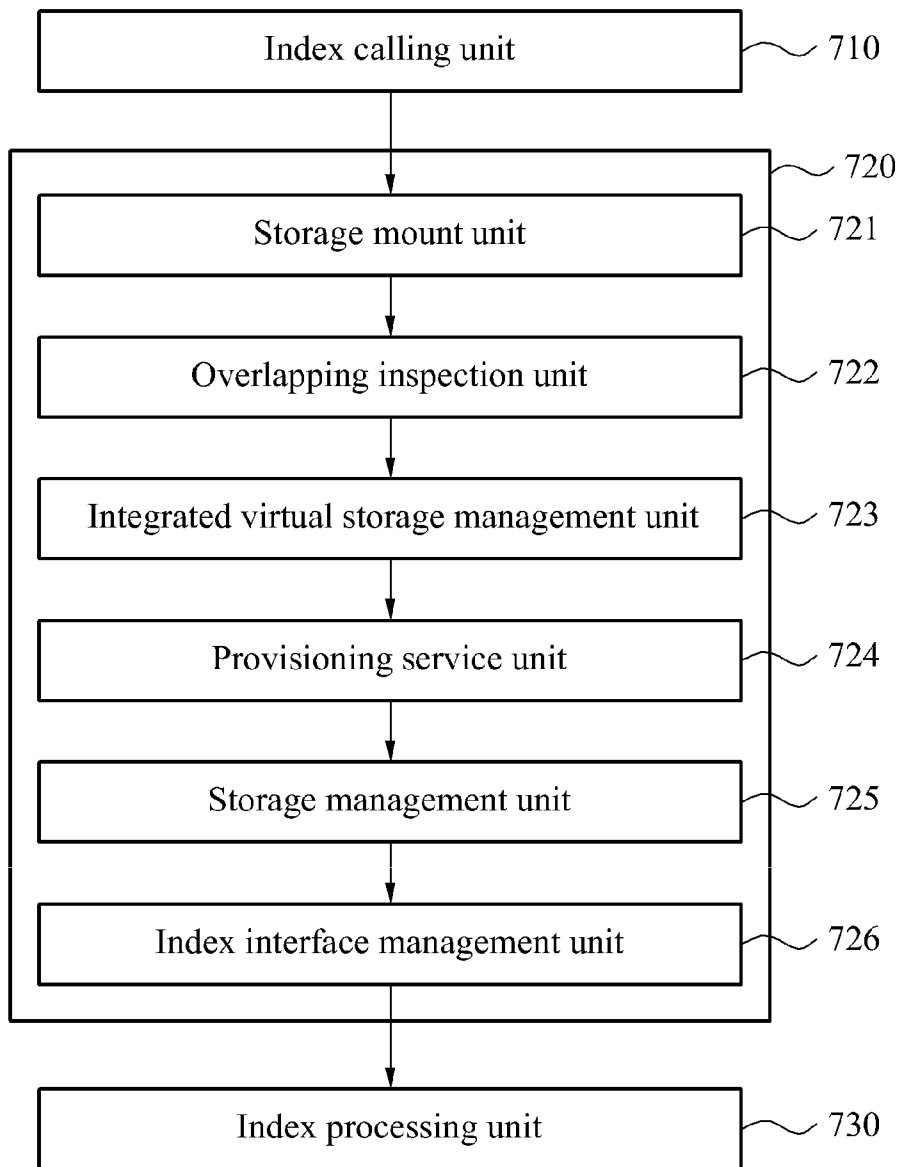 Index calling unit 710
720
Storage mount unit 721
Overlapping inspection unit 722
Integrated virtual storage management unit 723
Provisioning service unit 724
Storage management unit 725
Index interface management unit 726
Index processing unit 730